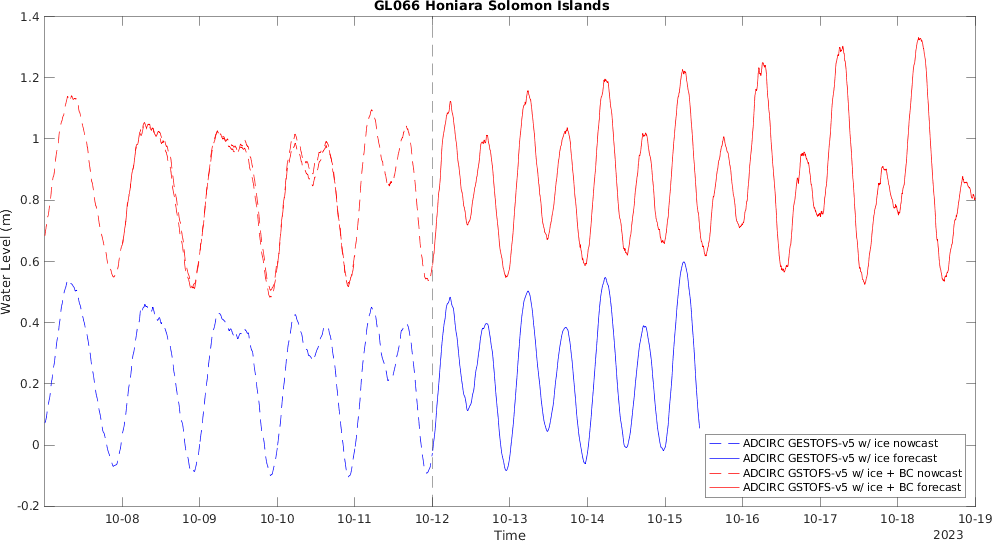 GL066 Honiara Solomon Islands
1.4
1.2
1
0.8
0.6
0.4
0.2
0
-0.2
Water Level (m)
ADCIRC GESTOFS-v5 w/ ice nowcast
ADCIRC GESTOFS-v5 w/ ice forecast
ADCIRC GSTOFS-v5 w/ ice + BC nowcast
ADCIRC GSTOFS-v5 w/ ice + BC forecast
10-08 10-09 10-10 10-11 10-12 10-13 10-14 10-15 10-16 10-17 10-18 10-19
Time
2023